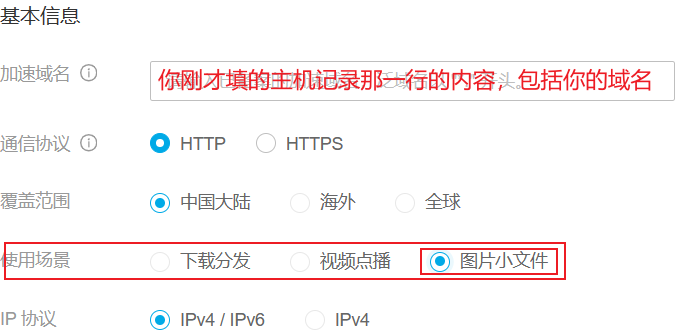 基本信息
加速域名
你刚才填的主机记录那一行的内容，包括你的域名
通信协议 HTTP HTTPS
覆盖范围 中国大陆 海外 全球
使用场景 下载分发 视频点播 图片小文件
IP 协议 IPv4 / IPv6 IPv4